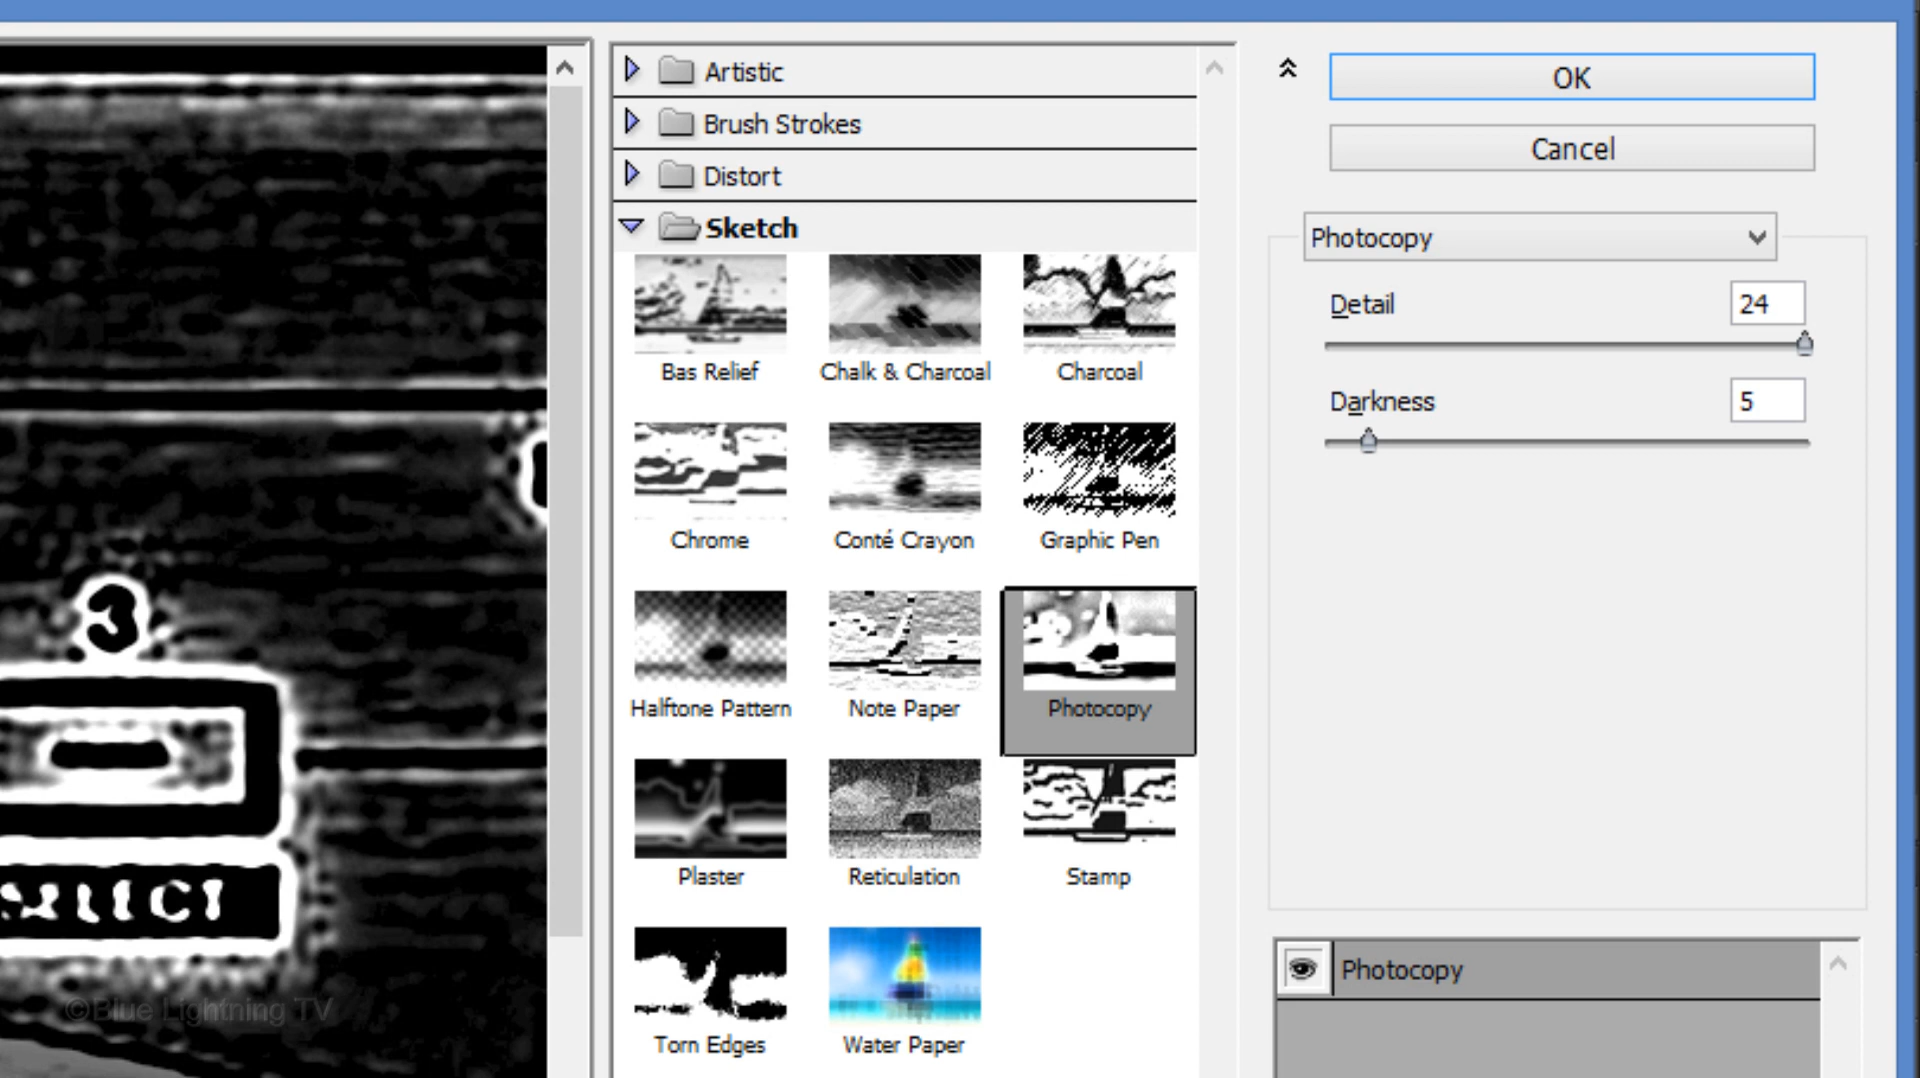 Artistic
Brush Strokes
Distort
Sketch
Bas Relief
Chalk & Charcoal
Charcoal
Chrome
Conté Crayon
Graphic Pen
Halftone Pattern
Note Paper
Photocopy
Plaster
Reticulation
Stamp
Torn Edges
Water Paper
OK
Cancel
Photocopy
Detail
24
Darkness
5
Photocopy
3
©Blue Lightning TV